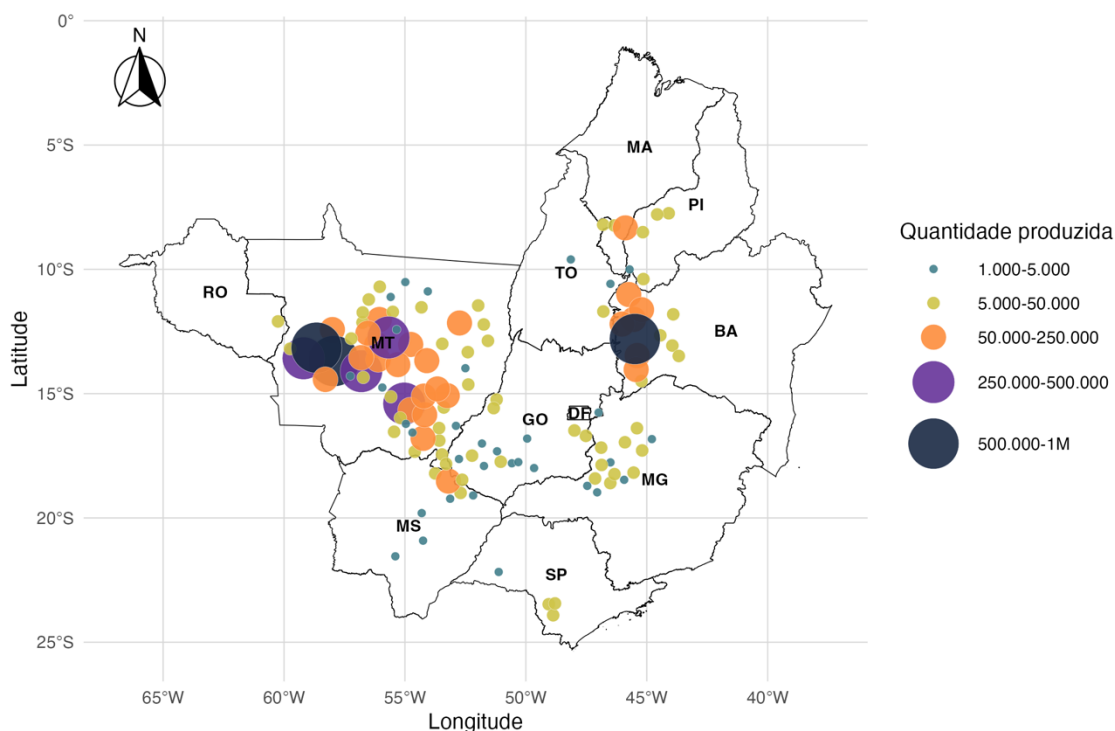 0°
N
5°S
MA
PI
Quantidade produzida
1.000-5.000
10°S
TO
RO
5.000-50.000
BA
50.000-250.000
MT
Latitude
250.000-500.000
15°S
GO
DF
500.000-1M
MG
20°S
MS
SP
25°S
65°W
60°W
55°W
50°W
45°W
40°W
Longitude